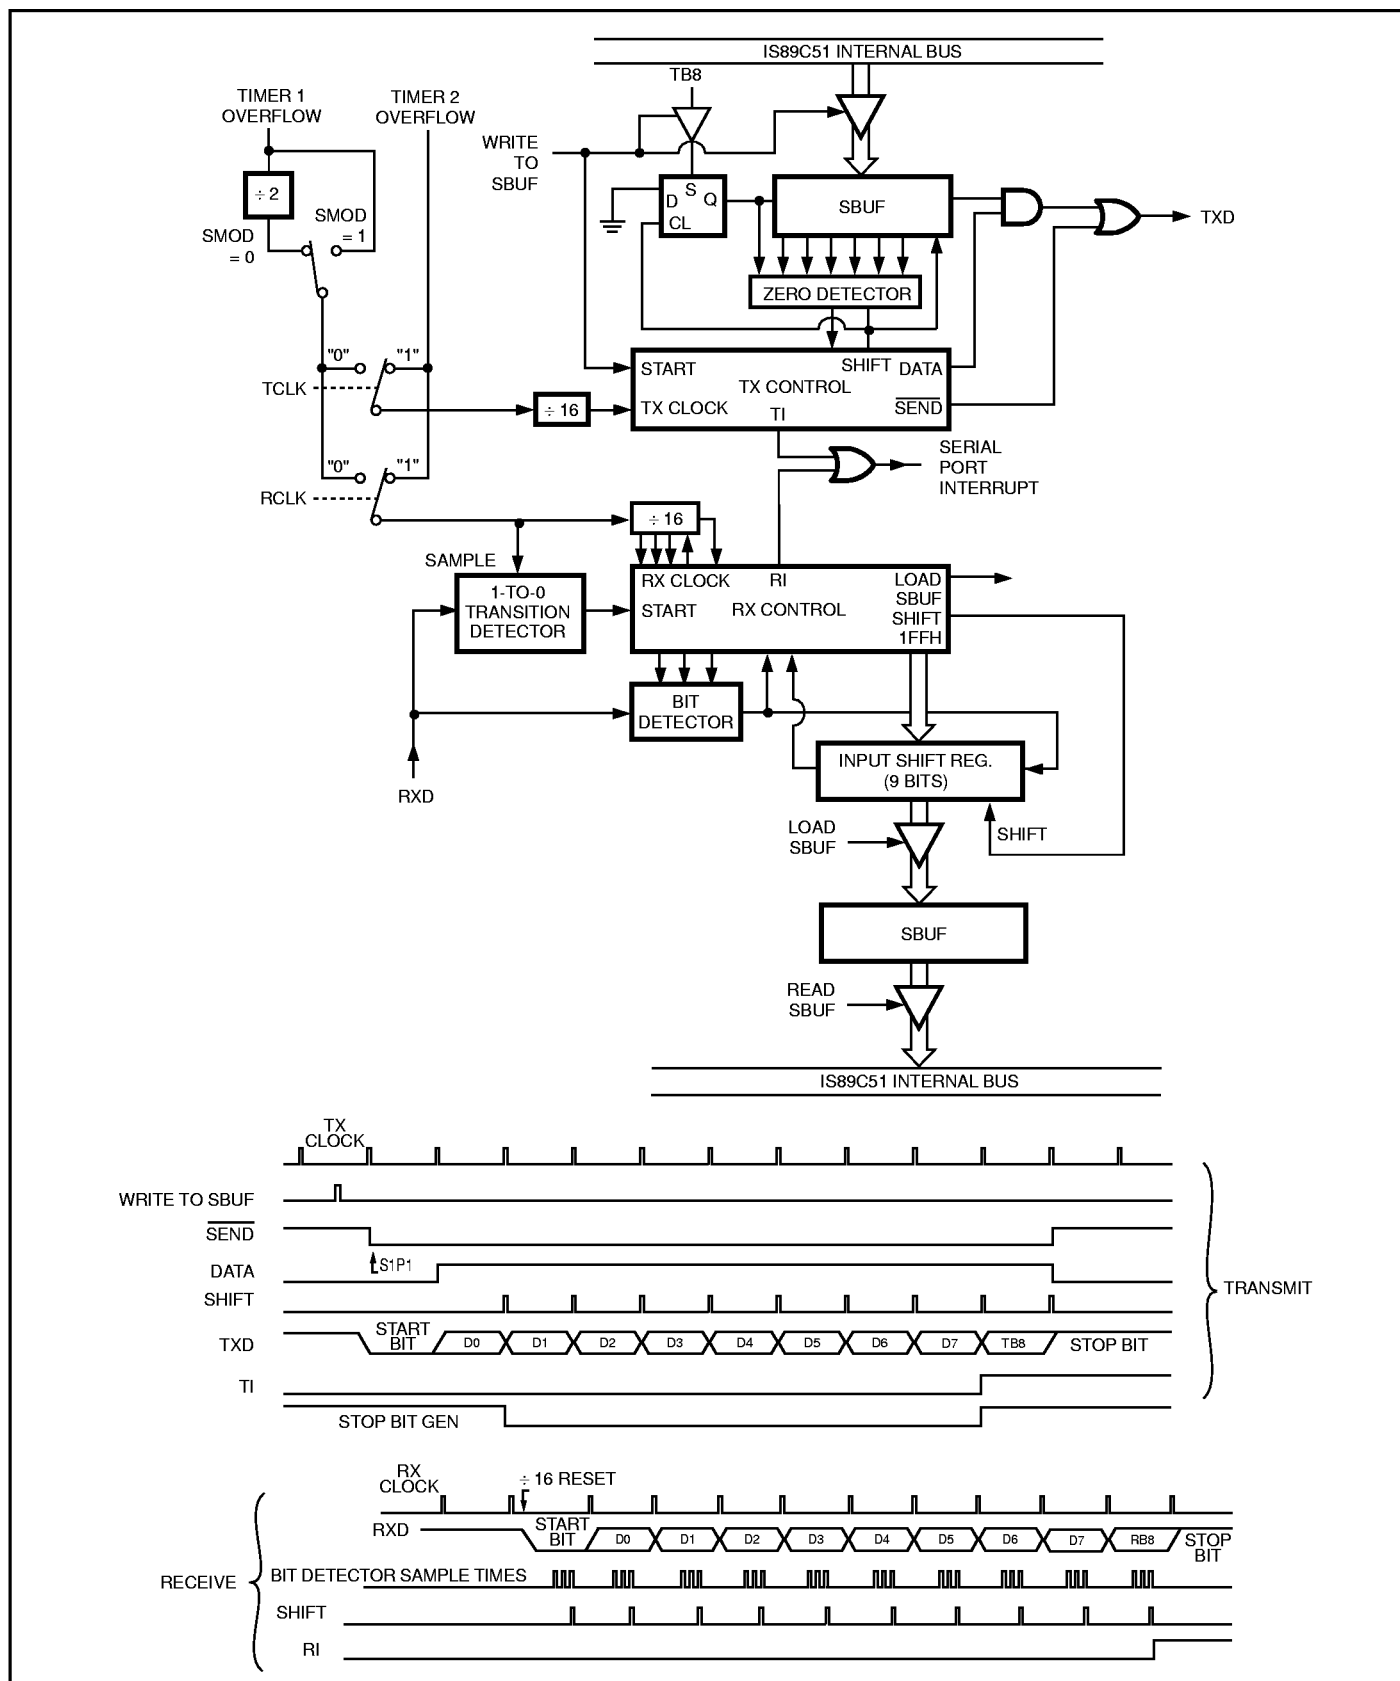 IS89C51 INTERNAL BUS
TB8
TIMER 1
OVERFLOW
TIMER 2
OVERFLOW
WRITE
TO
SBUF
÷ 2
SMOD
= 1
SMOD
= 0
S
D
Q
CL
SBUF
TXD
ZERO DETECTOR
"0"
"1"
TCLK
÷ 16
START
SHIFT
DATA
TX CONTROL
TX CLOCK
TI
SEND
SERIAL
PORT
INTERRUPT
"0"
"1"
RCLK
÷ 16
SAMPLE
1-TO-0
TRANSITION
DETECTOR
RX CLOCK
RI
LOAD
SBUF
START
RX CONTROL
SHIFT
1FFH
BIT
DETECTOR
RXD
INPUT SHIFT REG.
(9 BITS)
LOAD
SBUF
SHIFT
SBUF
READ
SBUF
IS89C51 INTERNAL BUS
TX
CLOCK
WRITE TO SBUF
SEND
S1P1
DATA
SHIFT
TRANSMIT
TXD
START
BIT
D0 D1 D2 D3 D4 D5 D6 D7 TB8
STOP BIT
TI
STOP BIT GEN
RX
CLOCK
÷ 16 RESET
RXD
START
BIT
D0 D1 D2 D3 D4 D5 D6 D7 RB8
STOP
BIT
RECEIVE
BIT DETECTOR SAMPLE TIMES
SHIFT
RI